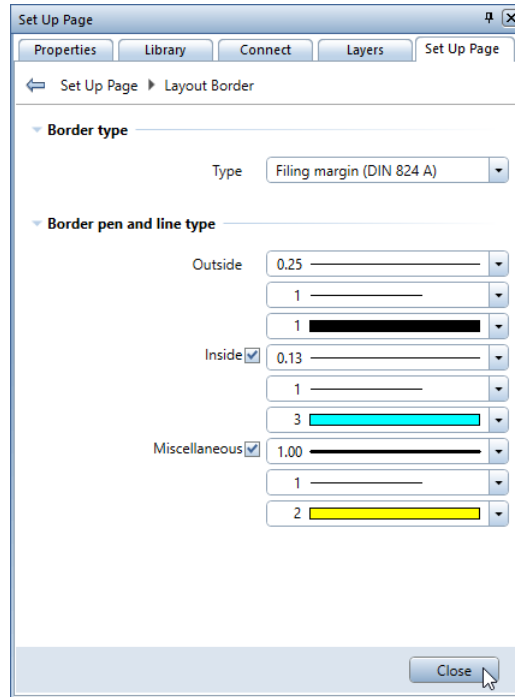 Set Up Page
Properties Library Connect Layers Set Up Page
Set Up Page Layout Border
Border type
Type Filing margin (DIN 824 A)
Border pen and line type
Outside 0.25
1
1
Inside 0.13
1
3
Miscellaneous 1.00
1
2
Close